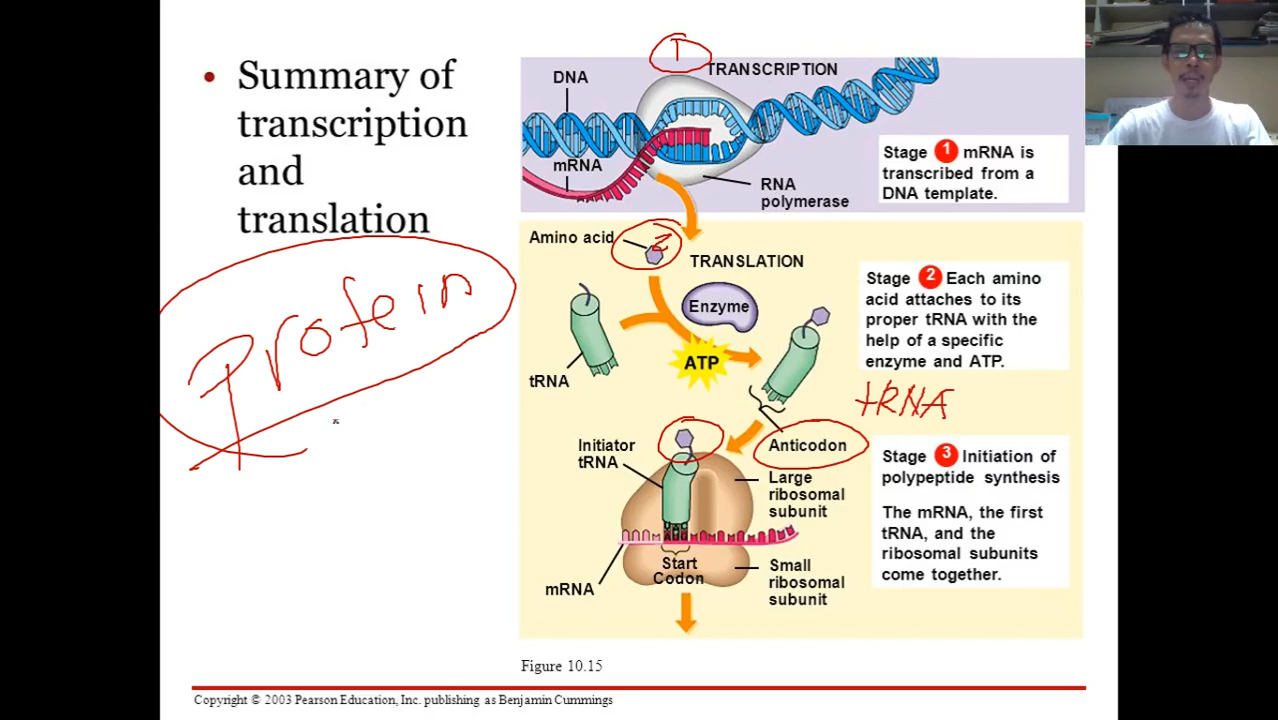 • Summary of
transcription
and
translation
Protein
1
TRANSCRIPTION
DNA
mRNA
RNA
polymerase
Stage 1 mRNA is
transcribed from a
DNA template.
Amino acid
2
TRANSLATION
Enzyme
ATP
tRNA
Stage 2 Each amino
acid attaches to its
proper tRNA with the
help of a specific
enzyme and ATP.
tRNA
Anticodon
Initiator
tRNA
Large
ribosomal
subunit
Start
Codon
mRNA
Small
ribosomal
subunit
Stage 3 Initiation of
polypeptide synthesis
The mRNA, the first
tRNA, and the
ribosomal subunits
come together.
Figure 10.15
Copyright © 2003 Pearson Education, Inc. publishing as Benjamin Cummings